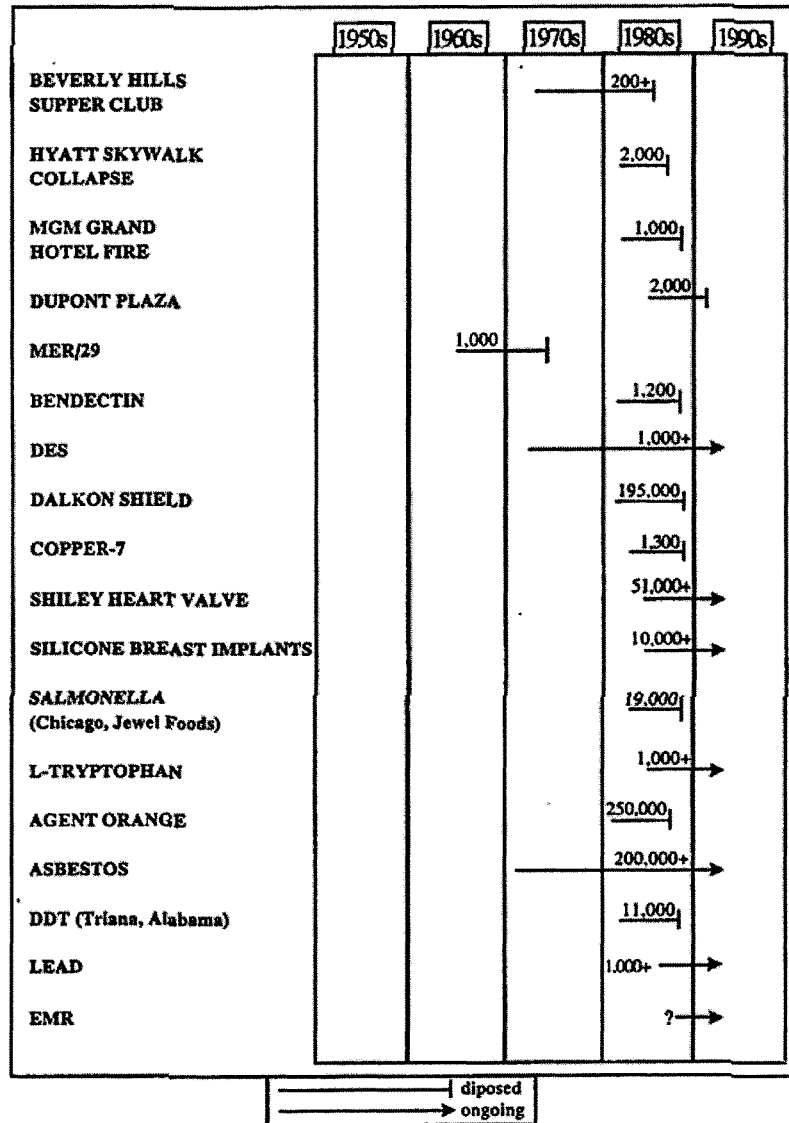 1950s 1960s 1970s 1980s 1990s
BEVERLY HILLS 200+
SUPPER CLUB
HYATT SKYWALK 2,000
COLLAPSE
MGM GRAND 1,000
HOTEL FIRE
DUPONT PLAZA 2,000
MER/29 1,000
BENDECTIN 1,200
DES 1,000+
DALKON SHIELD 195,000
COPPER-7 1,300
SHILEY HEART VALVE 51,000+
SILICONE BREAST IMPLANTS 10,000+
SALMONELLA 19,000
(Chicago, Jewel Foods)
L-TRYPTOPHAN 1,000+
AGENT ORANGE 250,000
ASBESTOS 200,000+
DDT (Triana, Alabama) 11,000
LEAD 1,000+
EMR ?
diposed
ongoing